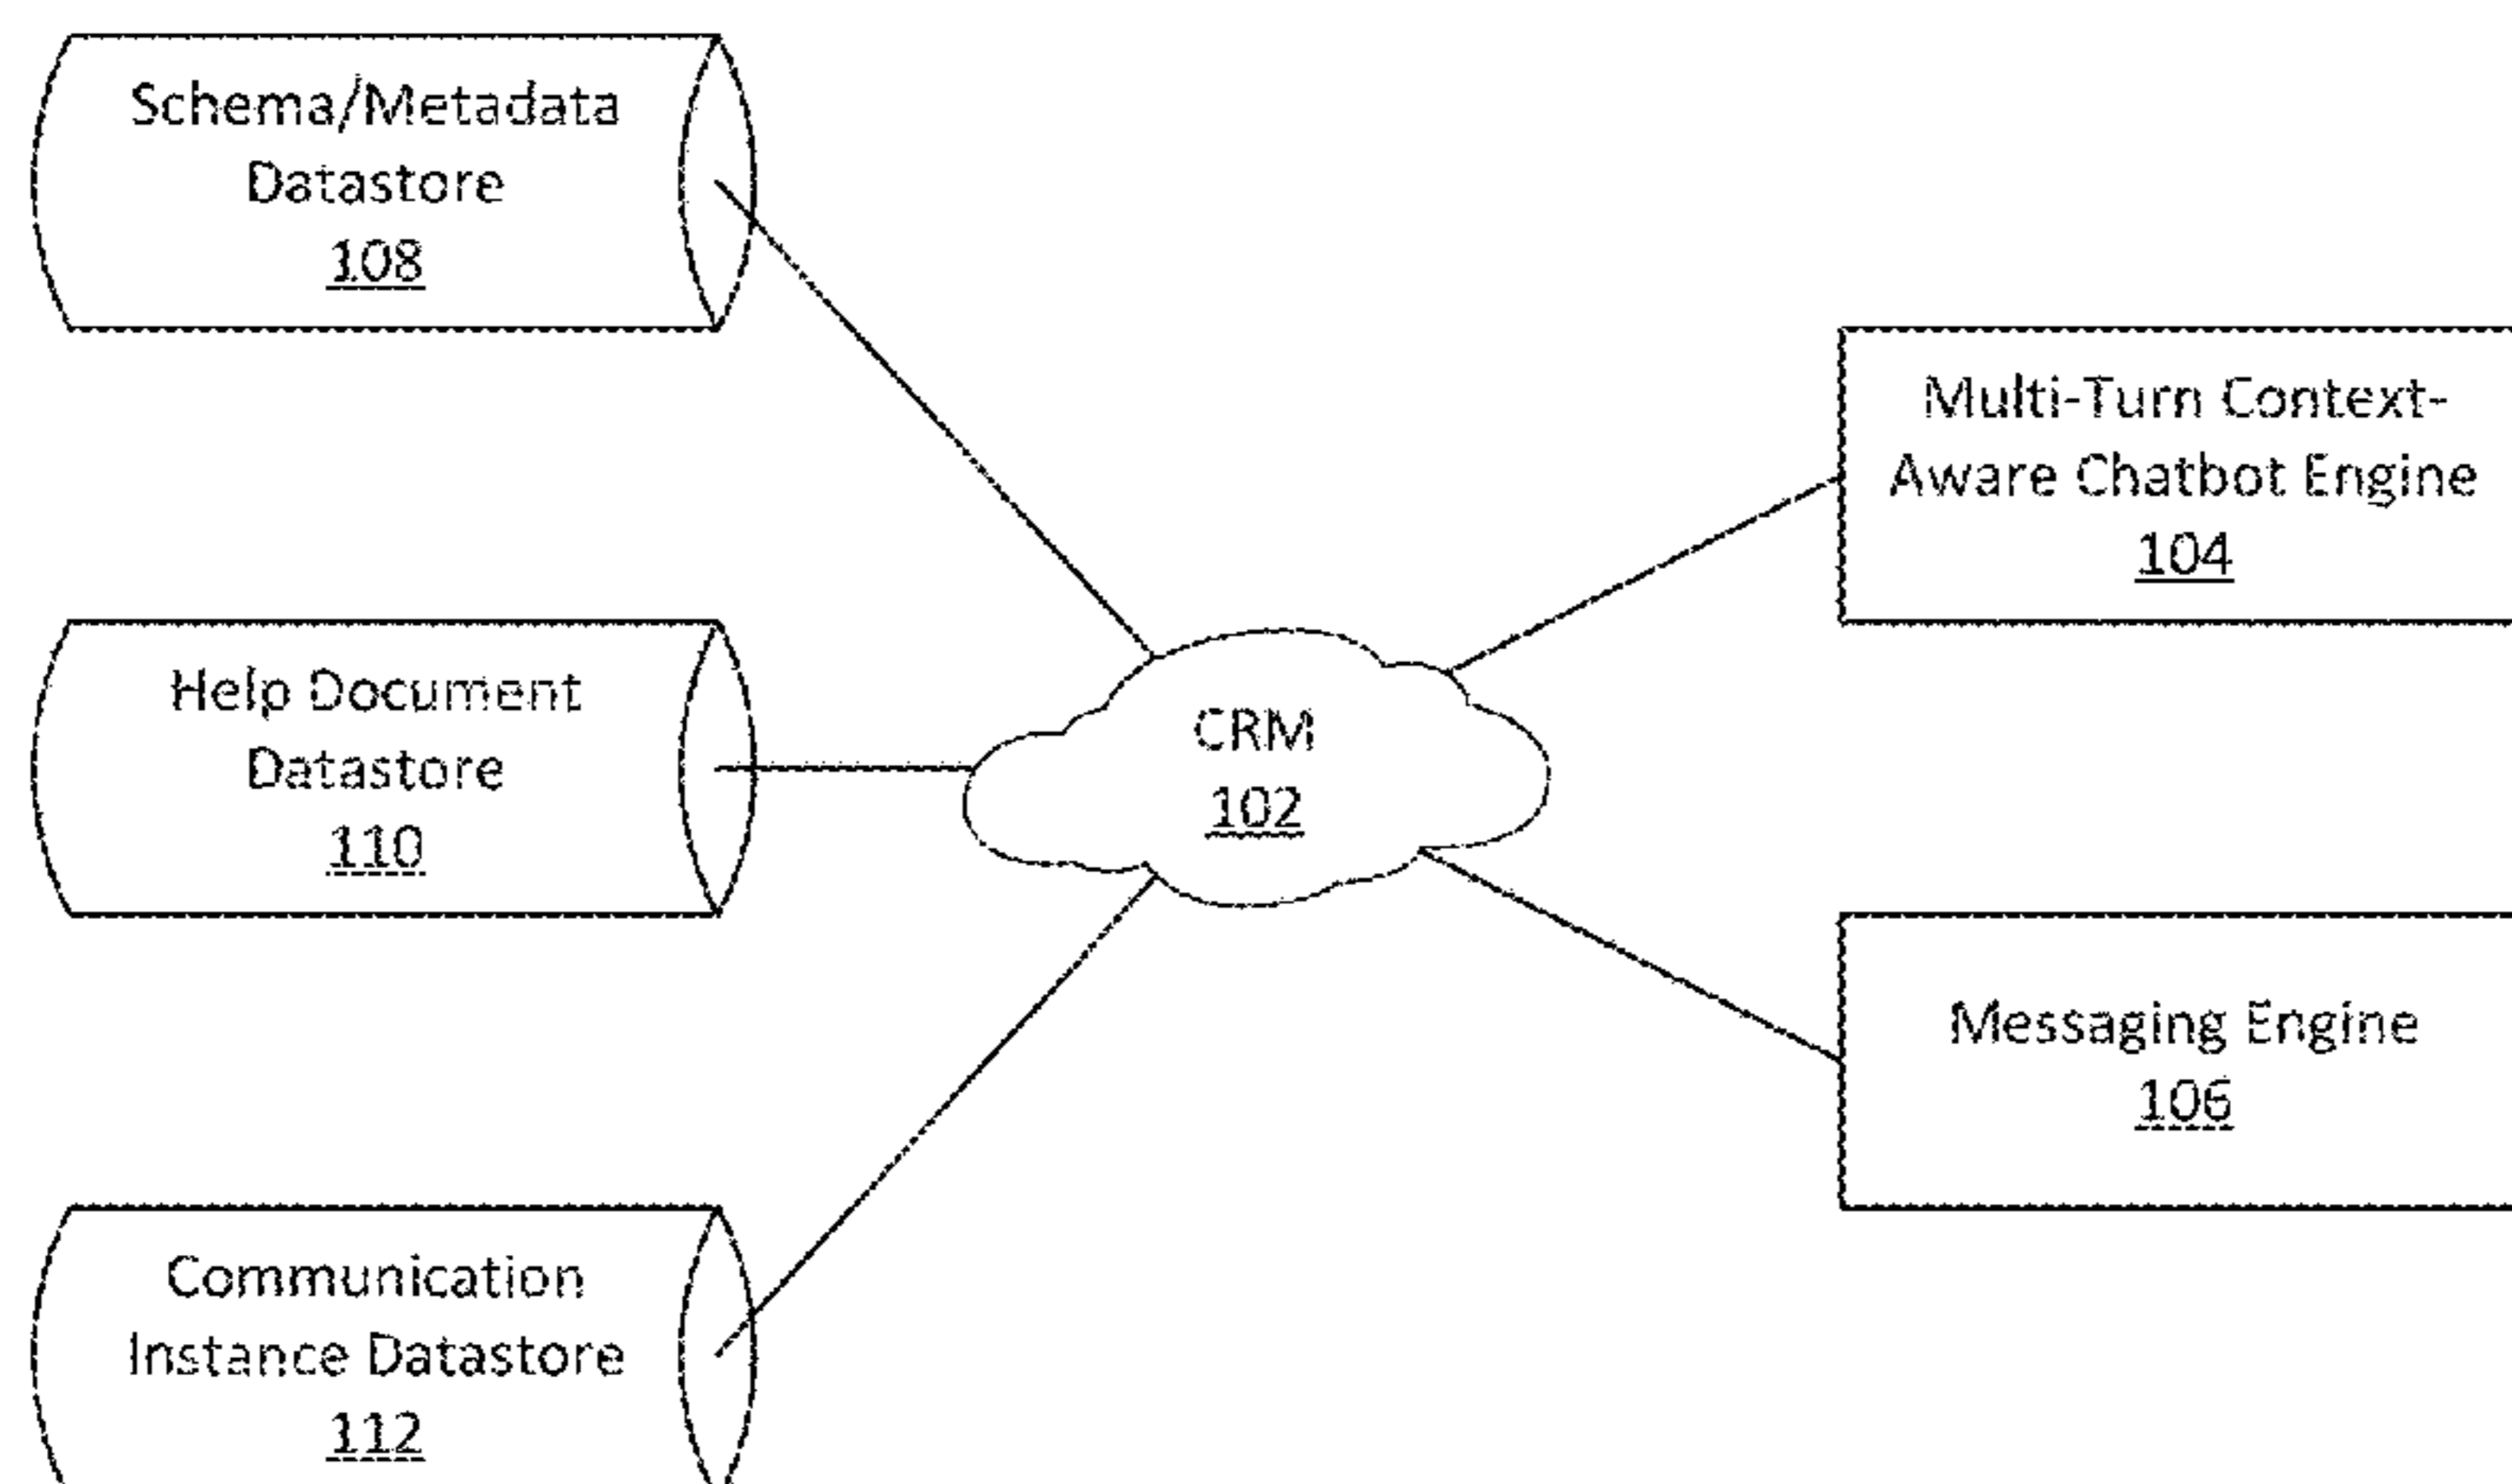 Schema/Metadata
Datastore
108
Multi-Turn Context-
Aware Chatbot Engine
104
Help Document
Datastore
110
CRM
102
Messaging Engine
106
Communication
Instance Datastore
112